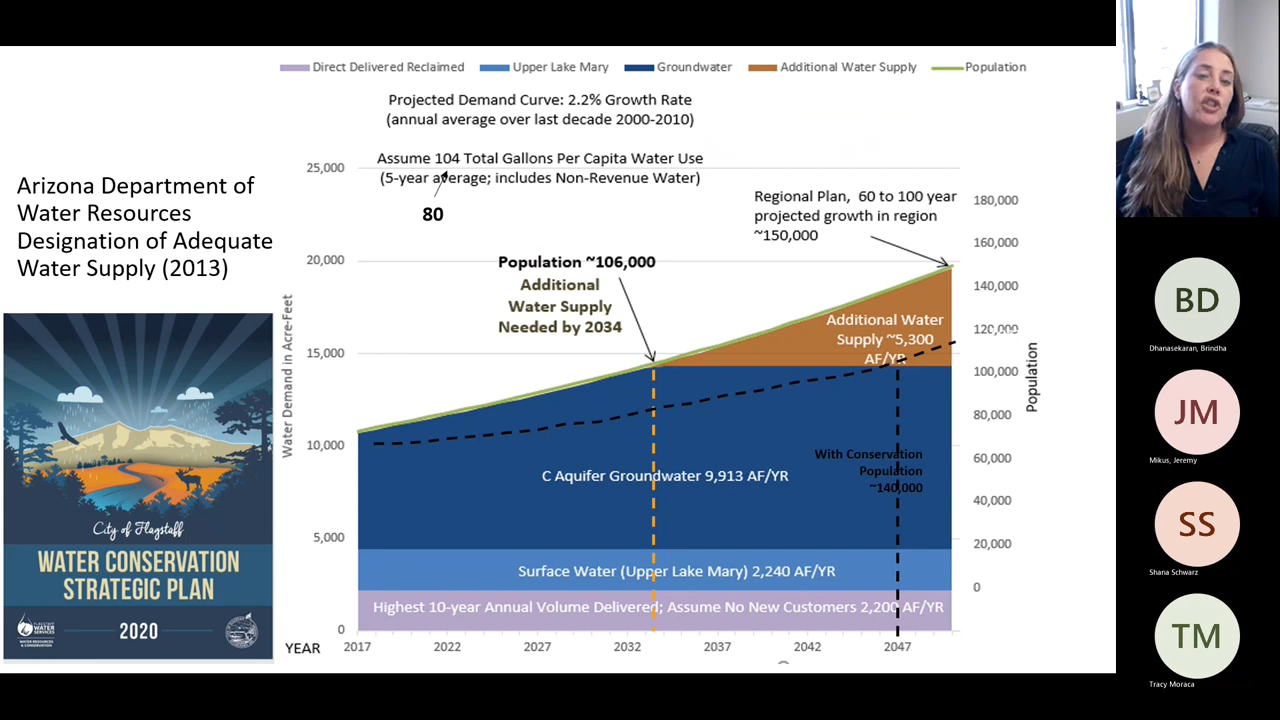 Direct Delivered Reclaimed
Upper Lake Mary
Groundwater
Additional Water Supply
Population
Projected Demand Curve: 2.2% Growth Rate
(annual average over last decade 2000-2010)
Assume 104 Total Gallons Per Capita Water Use
(5-year average; includes Non-Revenue Water)
80
Arizona Department of
Water Resources
Designation of Adequate
Water Supply (2013)
Regional Plan, 60 to 100 year
projected growth in region
~150,000
Population ~106,000
Additional
Water Supply
Needed by 2034
Additional Water
Supply ~5,300
AF/YR
With Conservation
Population
~140,000
C Aquifer Groundwater 9,913 AF/YR
Surface Water (Upper Lake Mary) 2,240 AF/YR
Highest 10-year Annual Volume Delivered; Assume No New Customers 2,200 AF/YR
Water Demand in Acre-Feet
25,000
20,000
15,000
10,000
5,000
0
180,000
160,000
140,000
120,000
100,000
80,000
60,000
40,000
20,000
0
Population
YEAR
2017
2022
2027
2032
2037
2042
2047
City of Flagstaff
WATER CONSERVATION
STRATEGIC PLAN
2020
FLAGSTAFF
WATER SERVICES
WATER RESOURCES
& CONSERVATION
BD
Dhanasekaran, Brindha
JM
Mikus, Jeremy
SS
Shana Schwarz
TM
Tracy Moraca